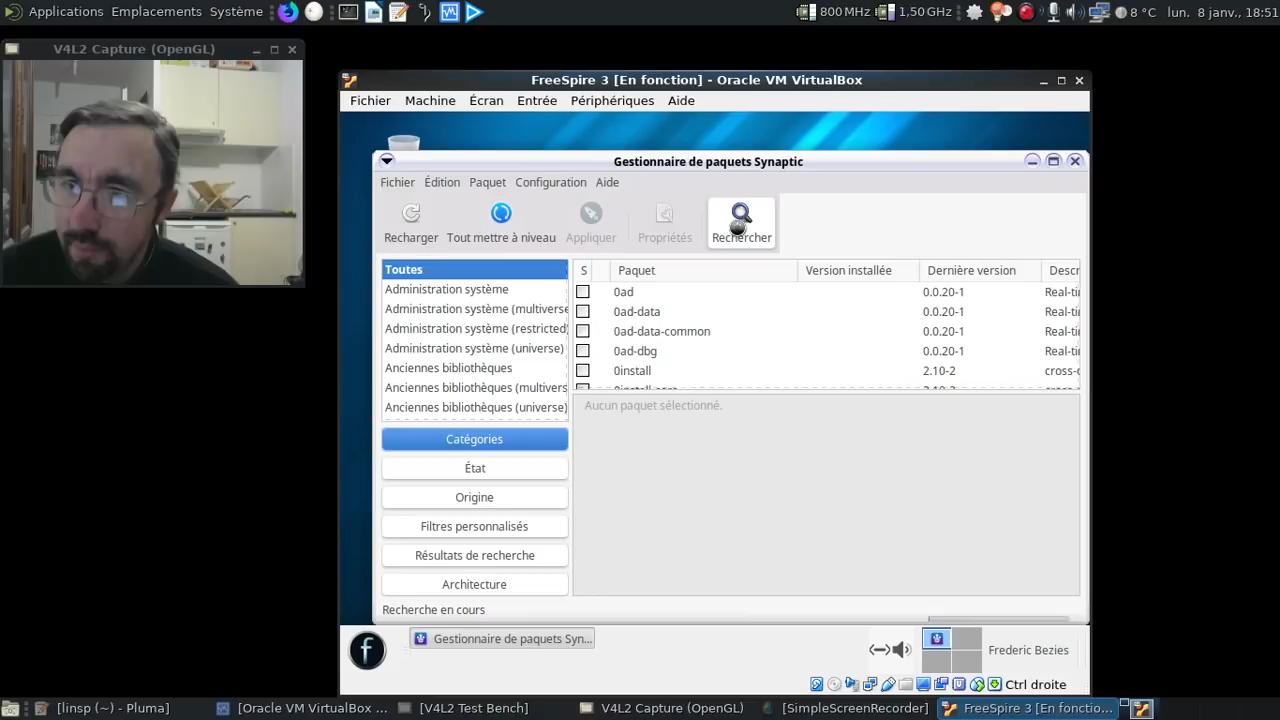 Applications Emplacements Système 800 MHz 1,50 GHz 8 °C lun. 8 janv., 18:51
V4L2 Capture (OpenGL)
FreeSpire 3 [En fonction] - Oracle VM VirtualBox
Fichier Machine Écran Entrée Périphériques Aide
Gestionnaire de paquets Synaptic
Fichier Édition Paquet Configuration Aide
Recharger Tout mettre à niveau Appliquer Propriétés Rechercher
Toutes
Administration système
Administration système (multiverse
Administration système (restricted)
Administration système (universe)
Anciennes bibliothèques
Anciennes bibliothèques (multivers
Anciennes bibliothèques (universe)
S Paquet Version installée Dernière version Descr
0ad 0.0.20-1 Real-ti
0ad-data 0.0.20-1 Real-ti
0ad-data-common 0.0.20-1 Real-ti
0ad-dbg 0.0.20-1 Real-ti
0install 2.10-2 cross-
Aucun paquet sélectionné.
Catégories
État
Origine
Filtres personnalisés
Résultats de recherche
Architecture
Recherche en cours
Gestionnaire de paquets Syn...
Frederic Bezies
Ctrl droite
[linsp (~) - Pluma] [Oracle VM VirtualBox ... [V4L2 Test Bench] V4L2 Capture (OpenGL) [SimpleScreenRecorder] FreeSpire 3 [En fonctio...